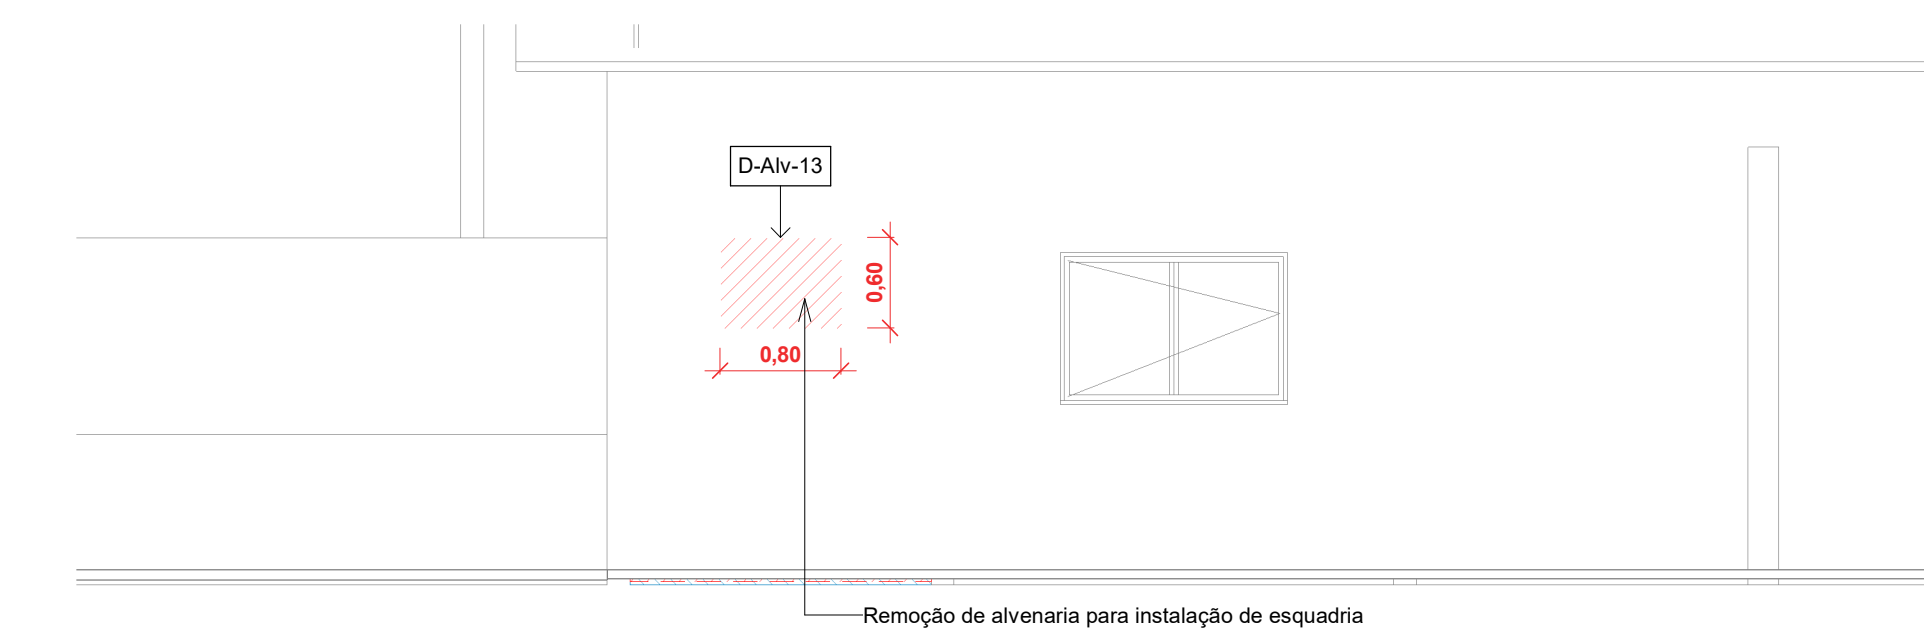 D-Alv-13
0,60
0,80
Remoção de alvenaria para instalação de esquadria